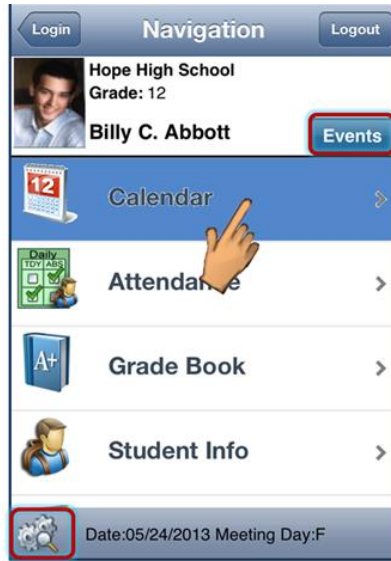 Login Navigation Logout
Hope High School
Grade: 12
Billy C. Abbott
Events
12
Calendar
Daily
TDY ABS
Attendance
A+
Grade Book
Student Info
Date:05/24/2013 Meeting Day:F